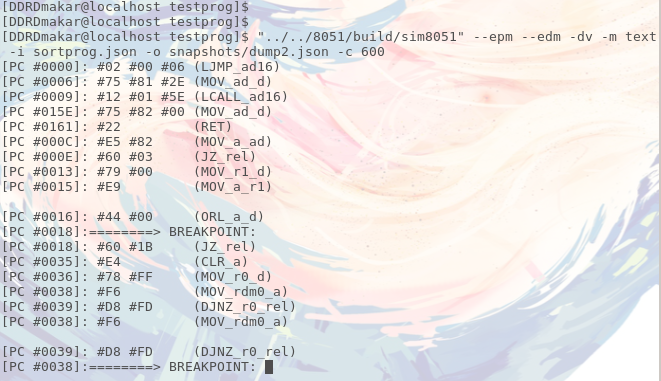 [DDRDmakar@localhost testprog]$
[DDRDmakar@localhost testprog]$
[DDRDmakar@localhost testprog]$ "../../8051/build/sim8051" --epm --edm -dv -m text
-i sortprog.json -o snapshots/dump2.json -c 600
[PC #0000]: #02 #00 #06 (LJMP_ad16)
[PC #0006]: #75 #81 #2E (MOV_ad_d)
[PC #0009]: #12 #01 #5E (LCALL_ad16)
[PC #015E]: #75 #82 #00 (MOV_ad_d)
[PC #0161]: #22 (RET)
[PC #000C]: #E5 #82 (MOV_a_ad)
[PC #000E]: #60 #03 (JZ_rel)
[PC #0013]: #79 #00 (MOV_r1_d)
[PC #0015]: #E9 (MOV_a_r1)
[PC #0016]: #44 #00 (ORL_a_d)
[PC #0018]:========> BREAKPOINT:
[PC #0018]: #60 #1B (JZ_rel)
[PC #0035]: #E4 (CLR_a)
[PC #0036]: #78 #FF (MOV_r0_d)
[PC #0038]: #F6 (MOV_rdm0_a)
[PC #0039]: #D8 #FD (DJNZ_r0_rel)
[PC #0038]: #F6 (MOV_rdm0_a)
[PC #0039]: #D8 #FD (DJNZ_r0_rel)
[PC #0038]:========> BREAKPOINT: